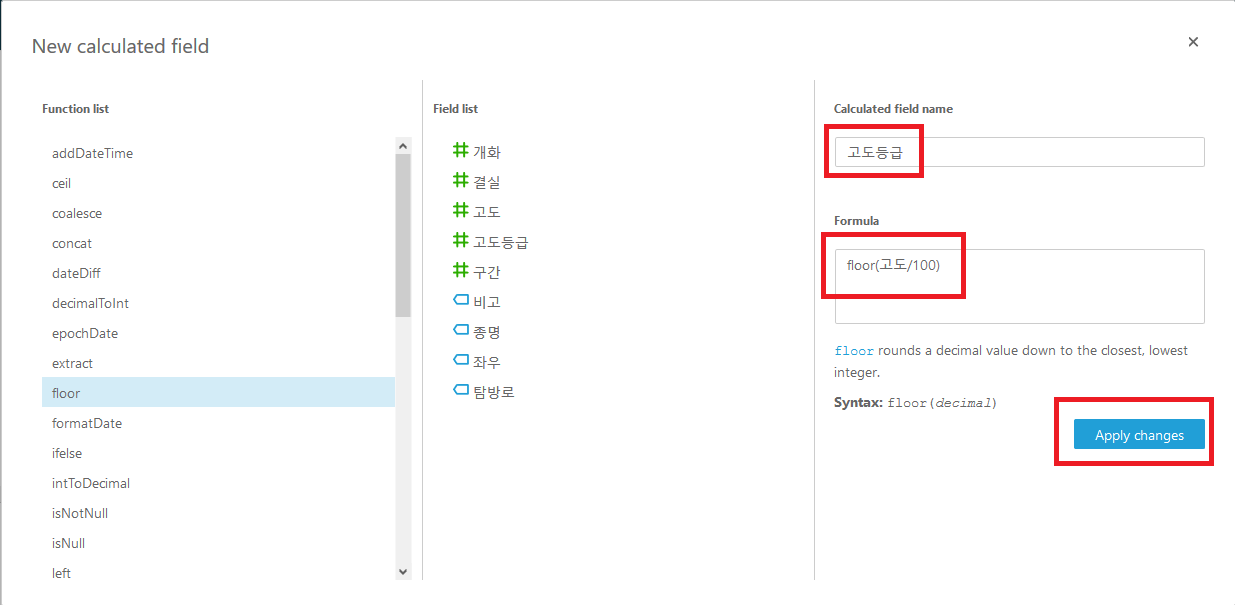 New calculated field
Function list
addDateTime
ceil
coalesce
concat
dateDiff
decimalToInt
epochDate
extract
floor
formatDate
ifelse
intToDecimal
isNotNull
isNull
left
Field list
개화
결실
고도
고도등급
구간
비고
종명
좌우
탐방로
Calculated field name
고도등급
Formula
floor(고도/100)
floor rounds a decimal value down to the closest, lowest
integer.
Syntax: floor(decimal)
Apply changes